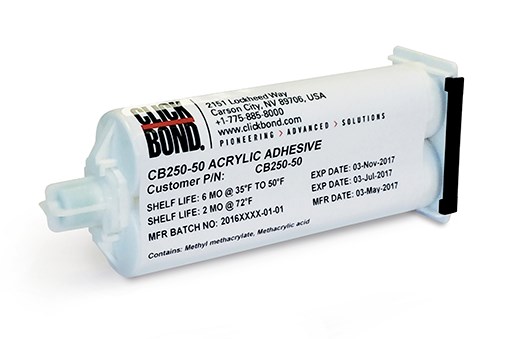 CLICK
BOND.
2151 Lockheed Way
Carson City, NV 89706, USA
+1-775-885-8000
www.clickbond.com
PIONEERING > ADVANCED > SOLUTIONS
CB250-50 ACRYLIC ADHESIVE
Customer P/N: CB250-50
SHELF LIFE: 6 MO @ 35°F TO 50°F EXP DATE: 03-Nov-2017
SHELF LIFE: 2 MO @ 72°F EXP DATE: 03-Jul-2017
MFR BATCH NO: 2016XXXX-01-01 MFR DATE: 03-May-2017
Contains: Methyl methacrylate, Methacrylic acid